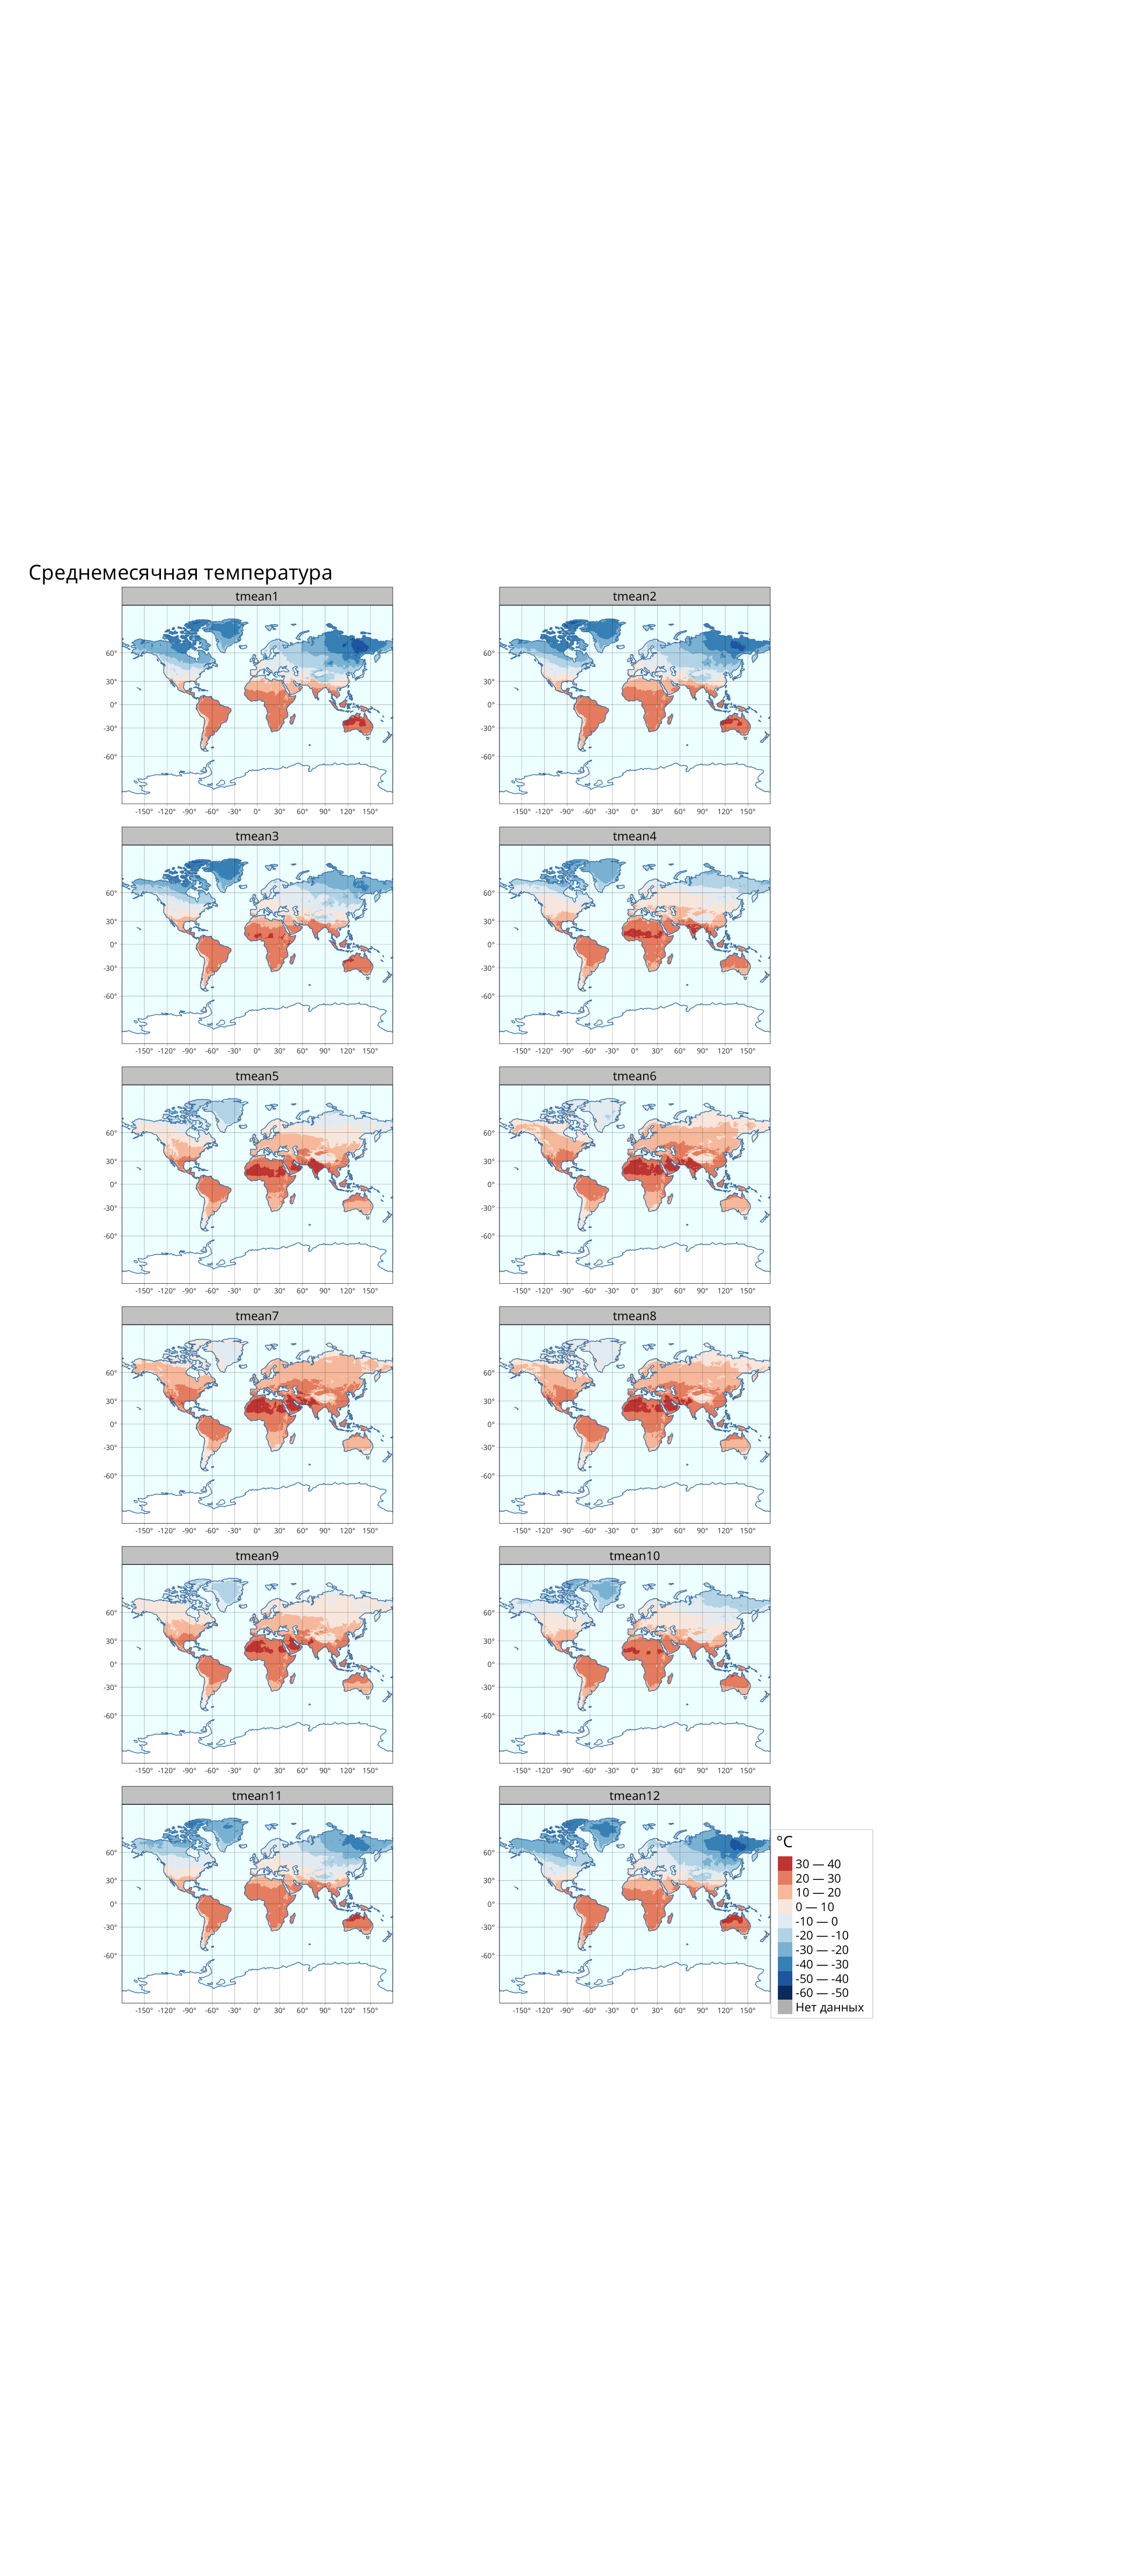 Среднемесячная температура
tmean1 tmean2
60° 60°
30° 30°
0° 0°
-30° -30°
-60° -60°
-150° -120° -90° -60° -30° 0° 30° 60° 90° 120° 150° -150° -120° -90° -60° -30° 0° 30° 60° 90° 120° 150°
tmean3 tmean4
60° 60°
30° 30°
0° 0°
-30° -30°
-60° -60°
-150° -120° -90° -60° -30° 0° 30° 60° 90° 120° 150° -150° -120° -90° -60° -30° 0° 30° 60° 90° 120° 150°
tmean5 tmean6
60° 60°
30° 30°
0° 0°
-30° -30°
-60° -60°
-150° -120° -90° -60° -30° 0° 30° 60° 90° 120° 150° -150° -120° -90° -60° -30° 0° 30° 60° 90° 120° 150°
tmean7 tmean8
60° 60°
30° 30°
0° 0°
-30° -30°
-60° -60°
-150° -120° -90° -60° -30° 0° 30° 60° 90° 120° 150° -150° -120° -90° -60° -30° 0° 30° 60° 90° 120° 150°
tmean9 tmean10
60° 60°
30° 30°
0° 0°
-30° -30°
-60° -60°
-150° -120° -90° -60° -30° 0° 30° 60° 90° 120° 150° -150° -120° -90° -60° -30° 0° 30° 60° 90° 120° 150°
tmean11 tmean12
60° 60°
30° 30°
0° 0°
-30° -30°
-60° -60°
-150° -120° -90° -60° -30° 0° 30° 60° 90° 120° 150° -150° -120° -90° -60° -30° 0° 30° 60° 90° 120° 150°
°C
30 — 40
20 — 30
10 — 20
0 — 10
-10 — 0
-20 — -10
-30 — -20
-40 — -30
-50 — -40
-60 — -50
Нет данных